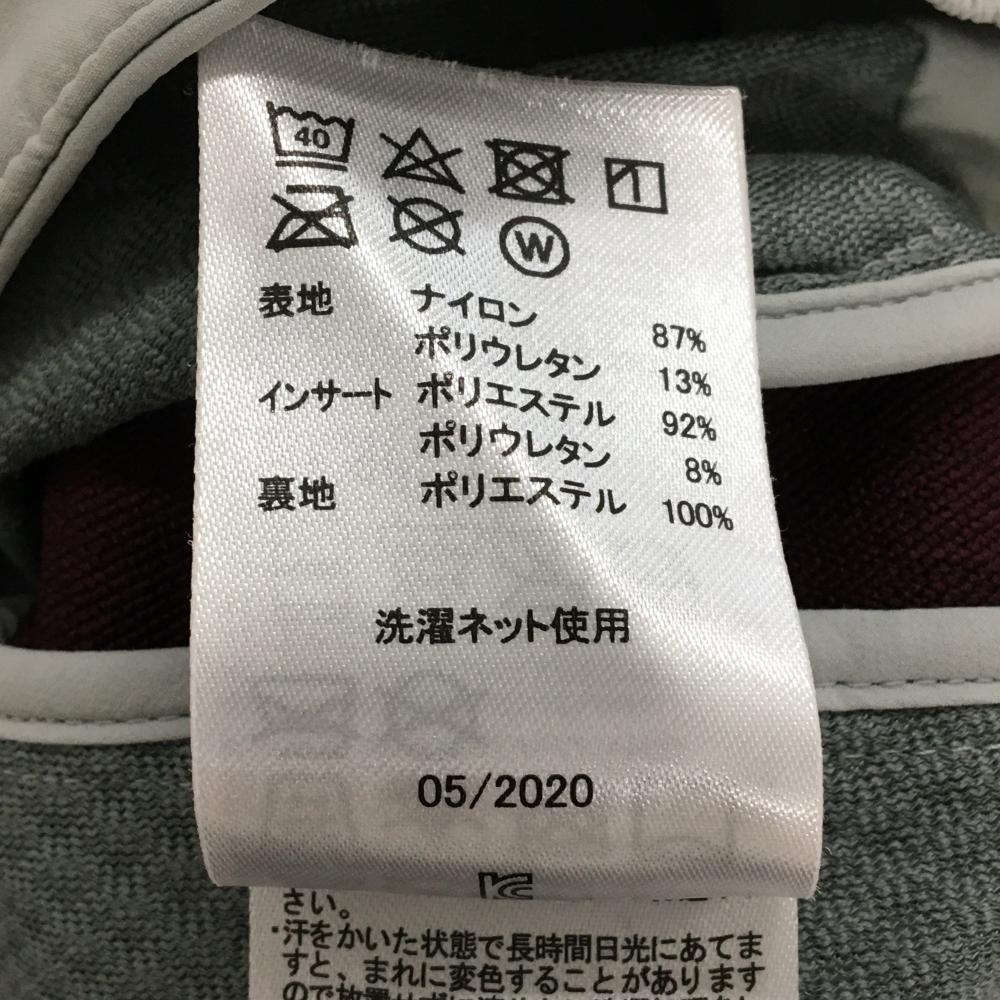 40
W
表地 ナイロン 87%
ポリウレタン 13%
インサート ポリエステル 92%
ポリウレタン 8%
裏地 ポリエステル 100%
洗濯ネット使用
05/2020
さい。
・汗をかいた状態で長時間日光にあてま
すと、まれに変色することがあります